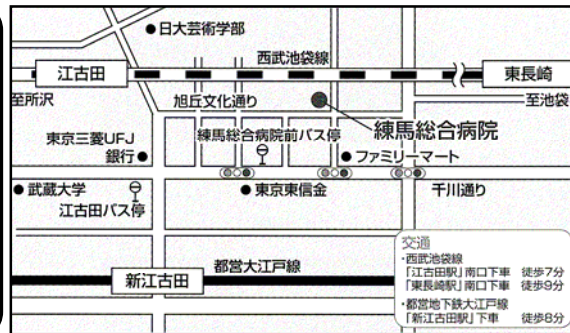 日大芸術学部
西武池袋線
江古田
東長崎
至所沢
旭丘文化通り
至池袋
練馬総合病院
東京三菱UFJ
銀行
練馬総合病院前バス停
ファミリーマート
武蔵大学
江古田バス停
東京東信金
千川通り
都営大江戸線
新江古田
交通
・西武池袋線
「江古田駅」南口下車 徒歩7分
「東長崎駅」南口下車 徒歩9分
・都営地下鉄大江戸線
「新江古田駅」下車 徒歩8分